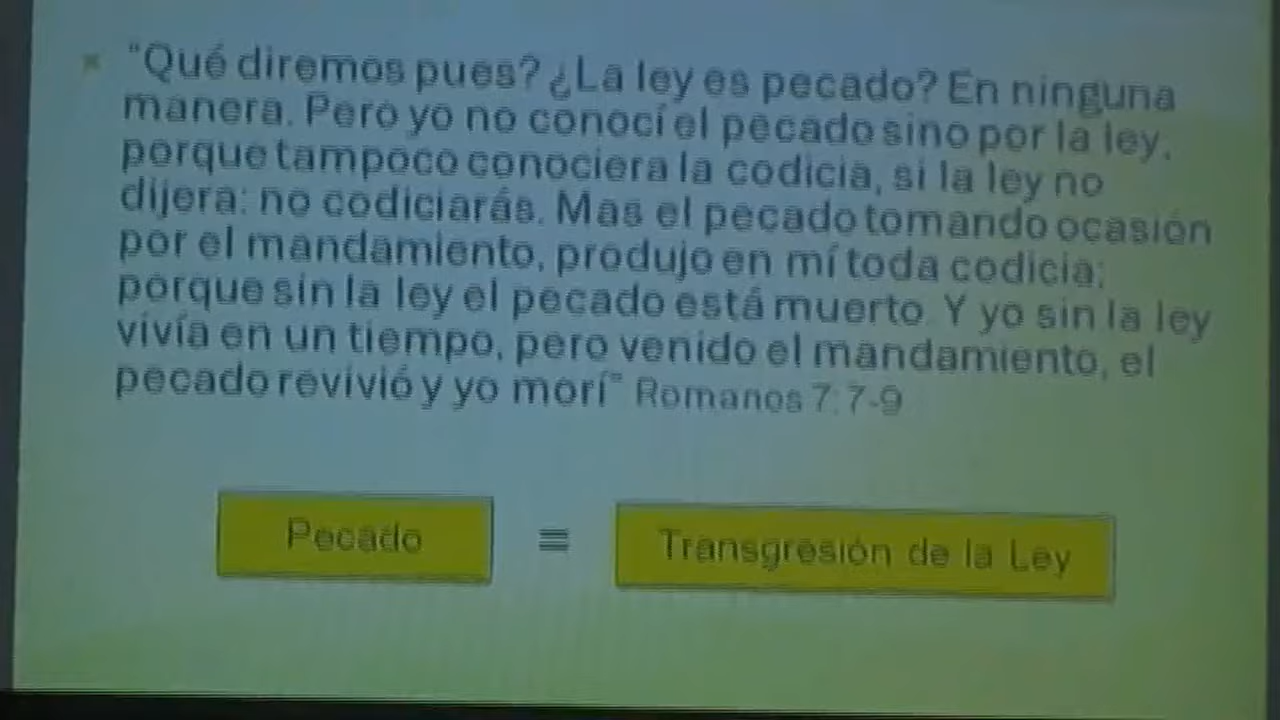 “Qué diremos pues? ¿La ley es pecado? En ninguna
manera. Pero yo no conocí el pecado sino por la ley,
porque tampoco conociera la codicia, si la ley no
dijera: no codiciarás. Mas el pecado tomando ocasión
por el mandamiento, produjo en mí toda codicia;
porque sin la ley el pecado está muerto. Y yo sin la ley
vivía en un tiempo, pero venido el mandamiento, el
pecado revivió y yo morí” Romanos 7:7-9
Pecado = Transgresión de la Ley